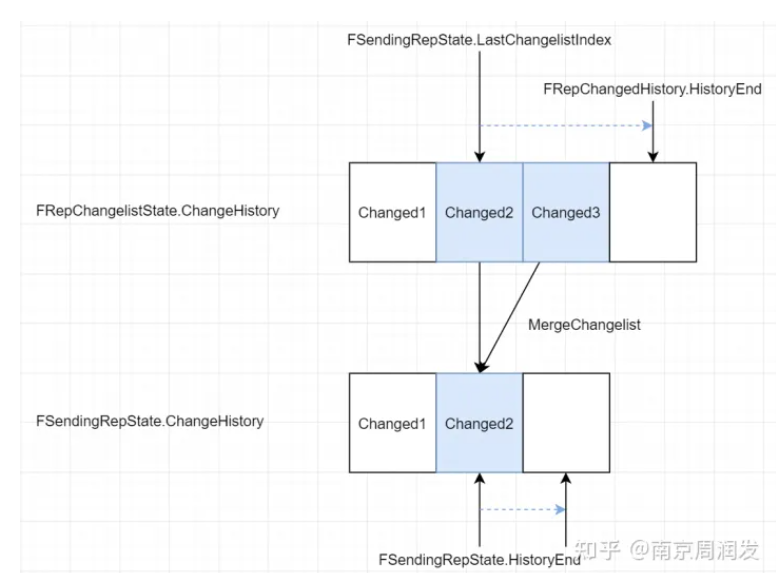 FSendingRepState.LastChangelistIndex
FRepChangedHistory.HistoryEnd
FRepChangelistState.ChangeHistory
Changed1
Changed2
Changed3
MergeChangelist
FSendingRepState.ChangeHistory
Changed1
Changed2
FSendingRepState.HistoryEnd
知乎 @南京周润发